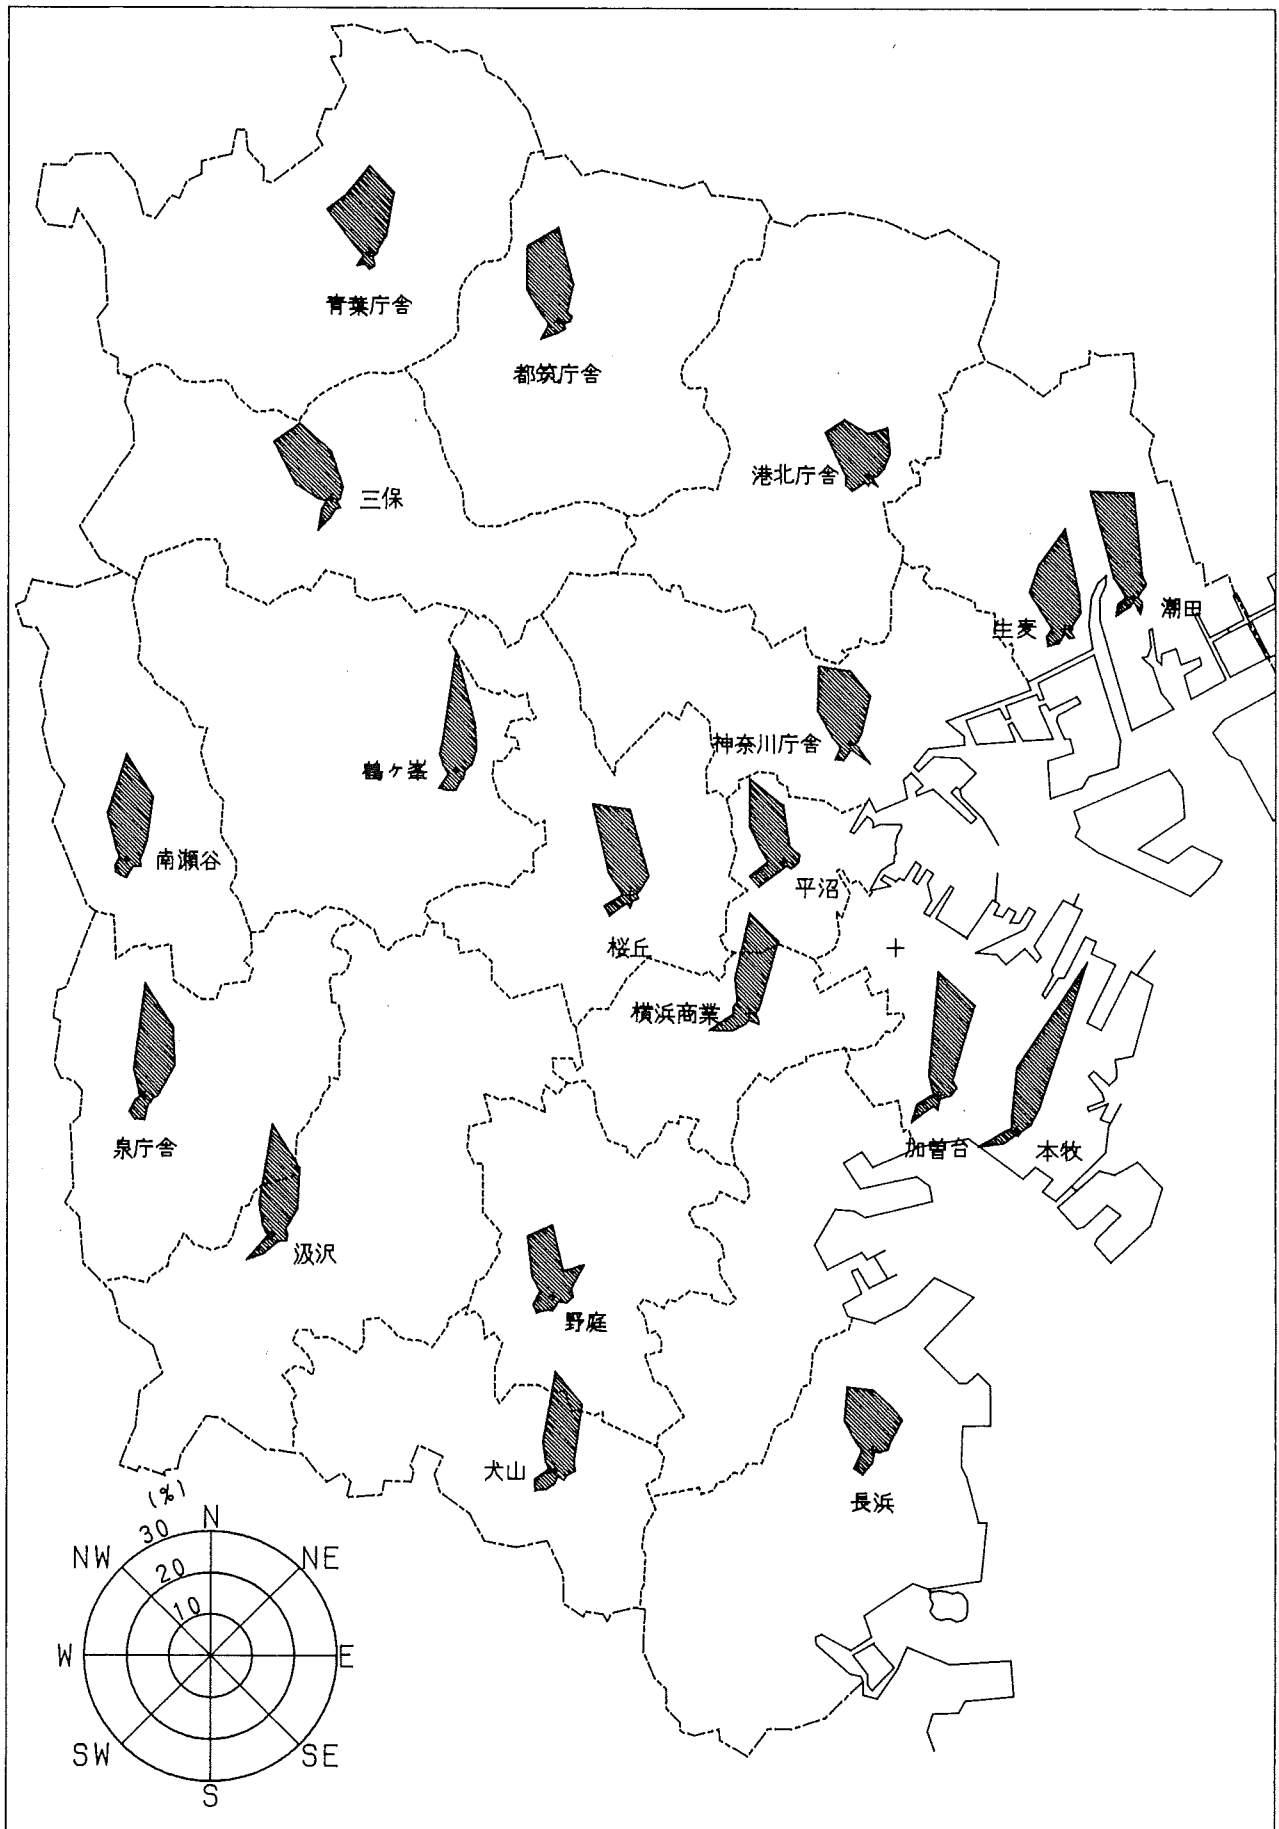 青葉庁舎
都筑庁舎
港北庁舎
三保
潮田
生麦
神奈川庁舎
鶴ヶ峯
南瀬谷
平沼
桜丘
横浜商業
泉庁舎
加曽台
本牧
汲沢
野庭
犬山
長浜
(%)
30
20
10
N
NE
E
SE
S
SW
W
NW